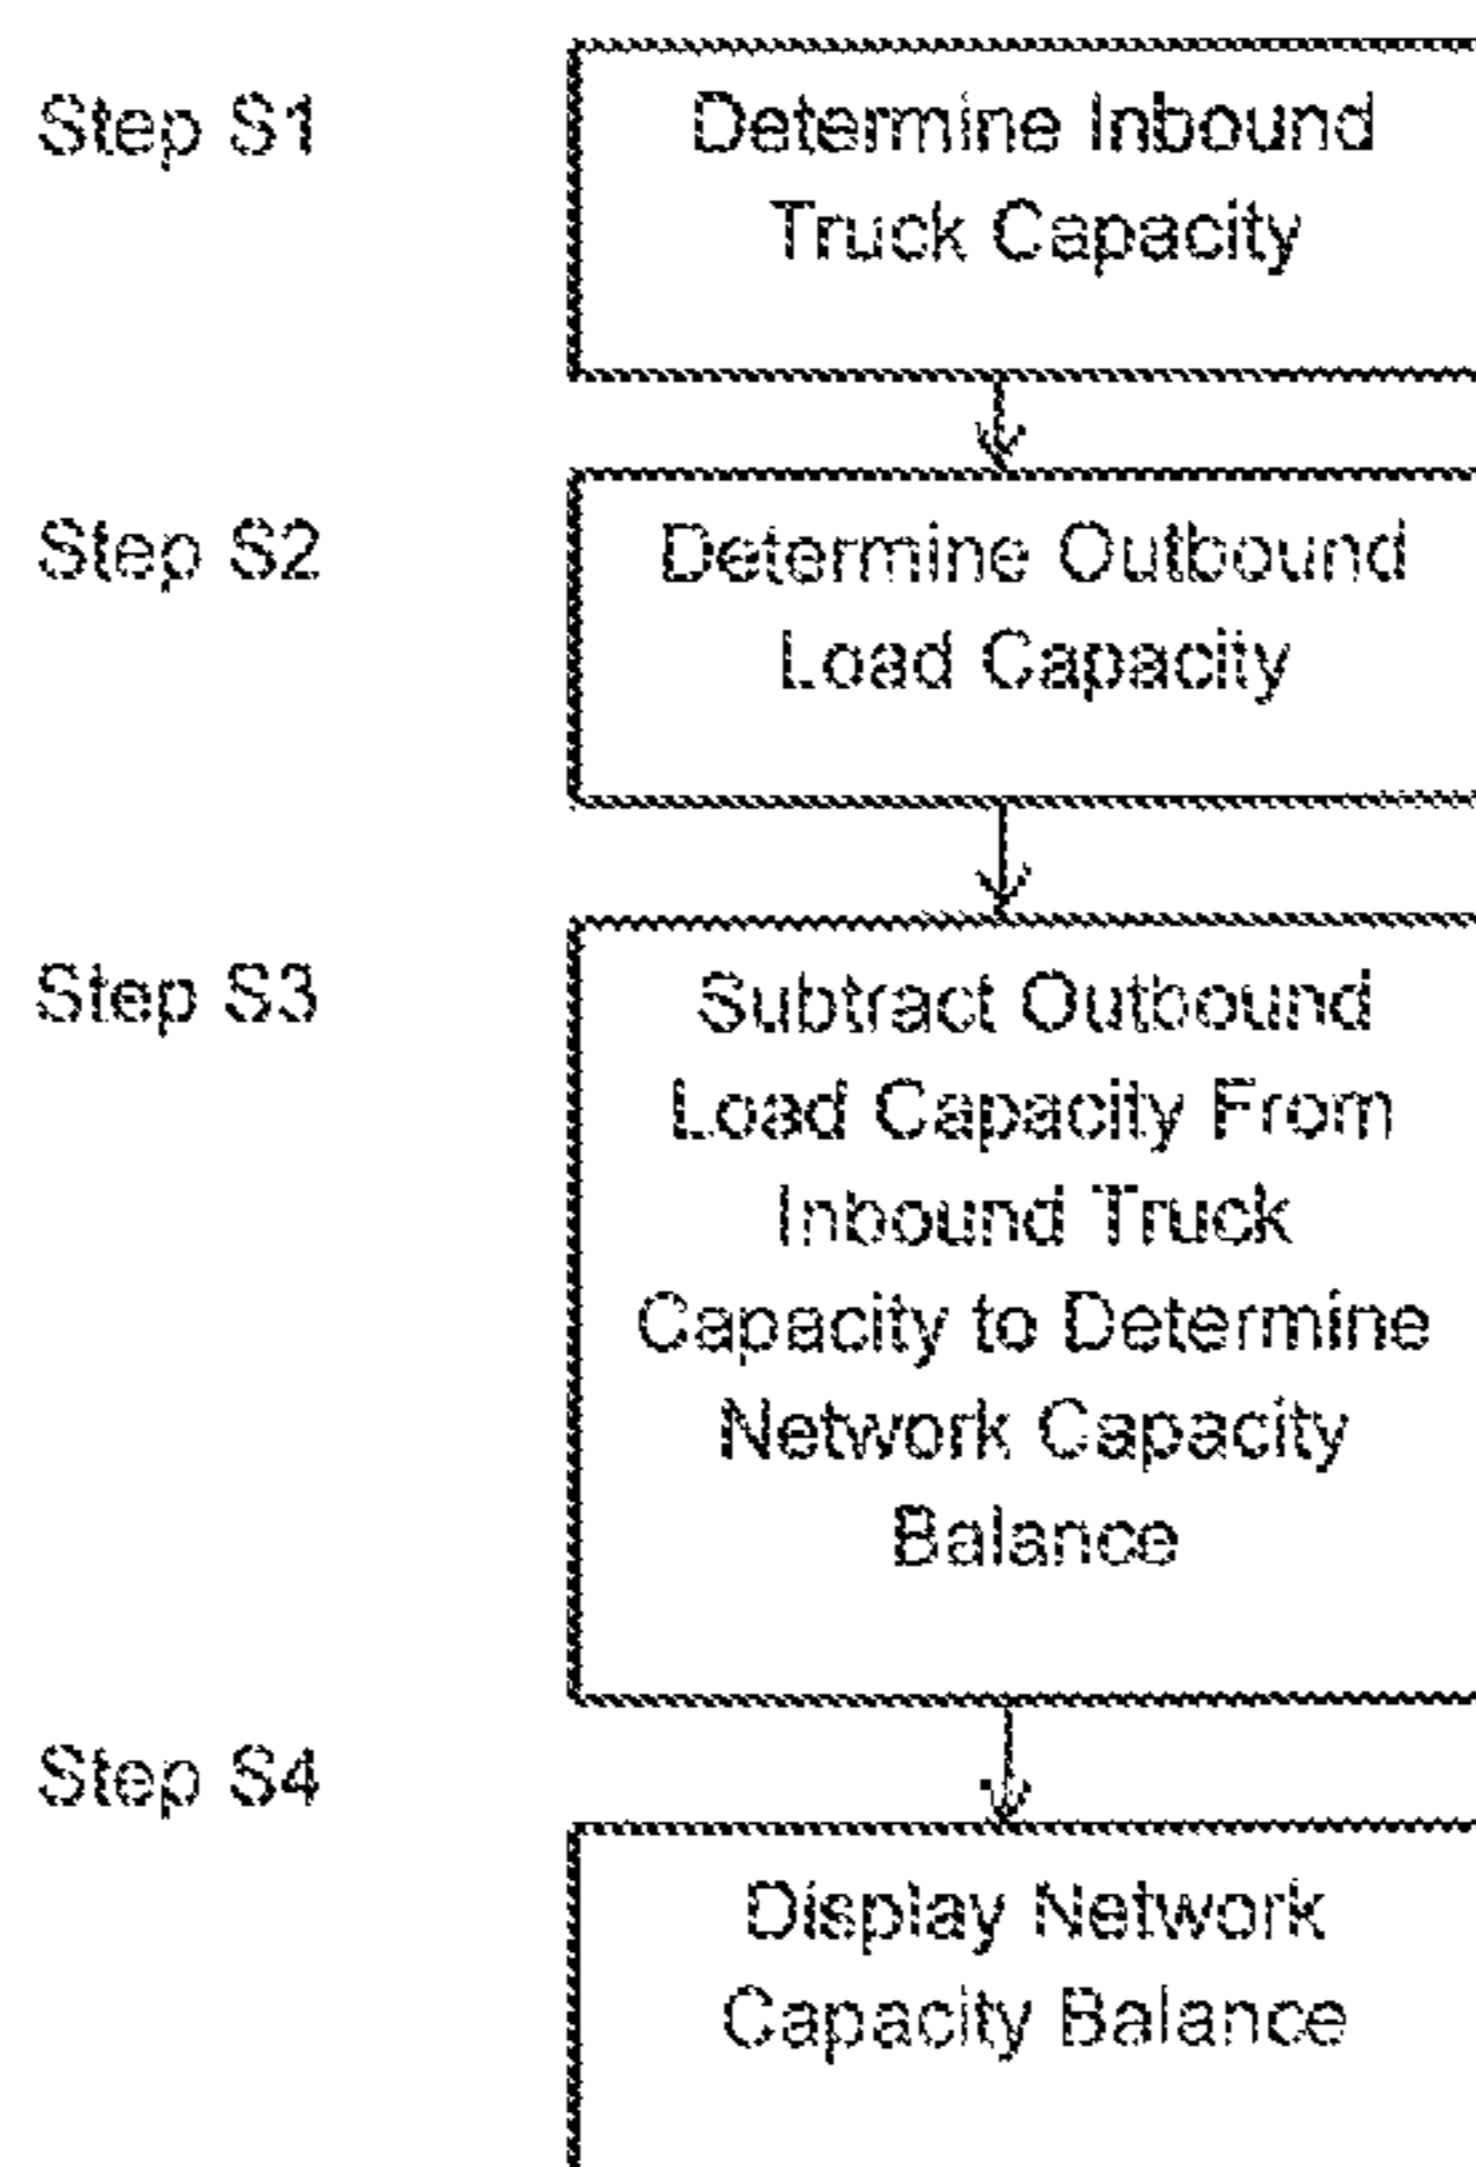 Step S1
Determine Inbound
Truck Capacity
Step S2
Determine Outbound
Load Capacity
Step S3
Subtract Outbound
Load Capacity From
Inbound Truck
Capacity to Determine
Network Capacity
Balance
Step S4
Display Network
Capacity Balance